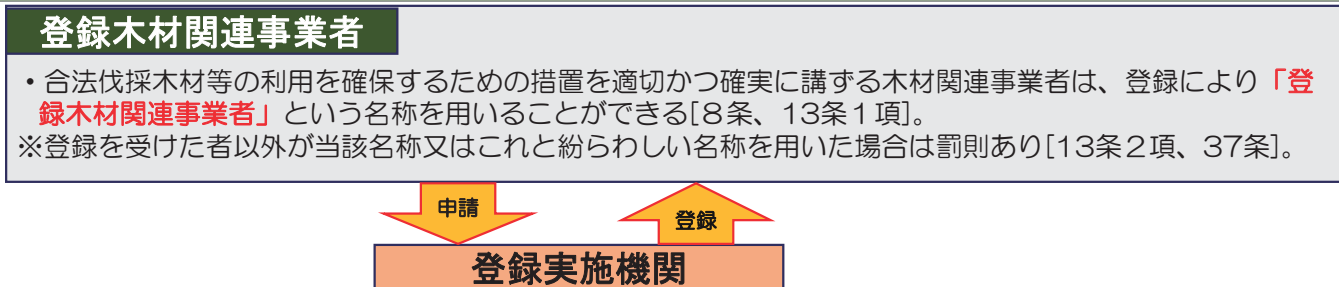 登録木材関連事業者
・合法伐採木材等の利用を確保するための措置を適切かつ確実に講ずる木材関連事業者は、登録により「登
録木材関連事業者」という名称を用いることができる[８条、13条１項]。
※登録を受けた者以外が当該名称又はこれと紛らわしい名称を用いた場合は罰則あり[13条２項、37条]。
申請
登録
登録実施機関